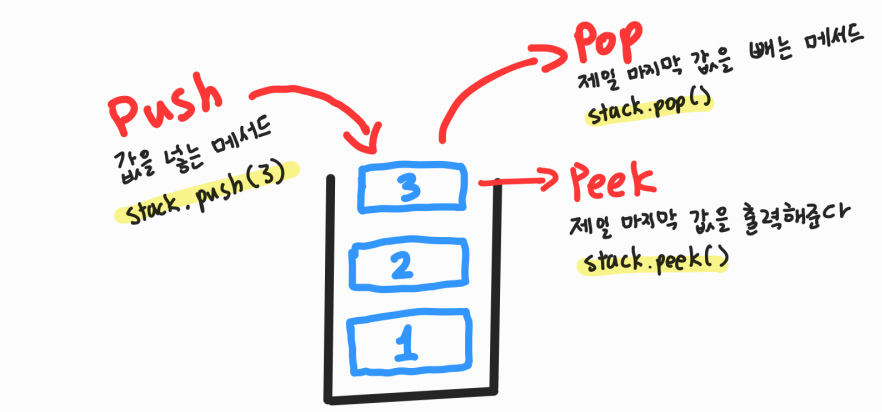 Push
값을 넣는 메서드
stack.push(3)
Pop
제일 마지막 값을 빼는 메서드
stack.pop()
3
Peek
제일 마지막 값을 출력해준다
stack.peek()
2
1